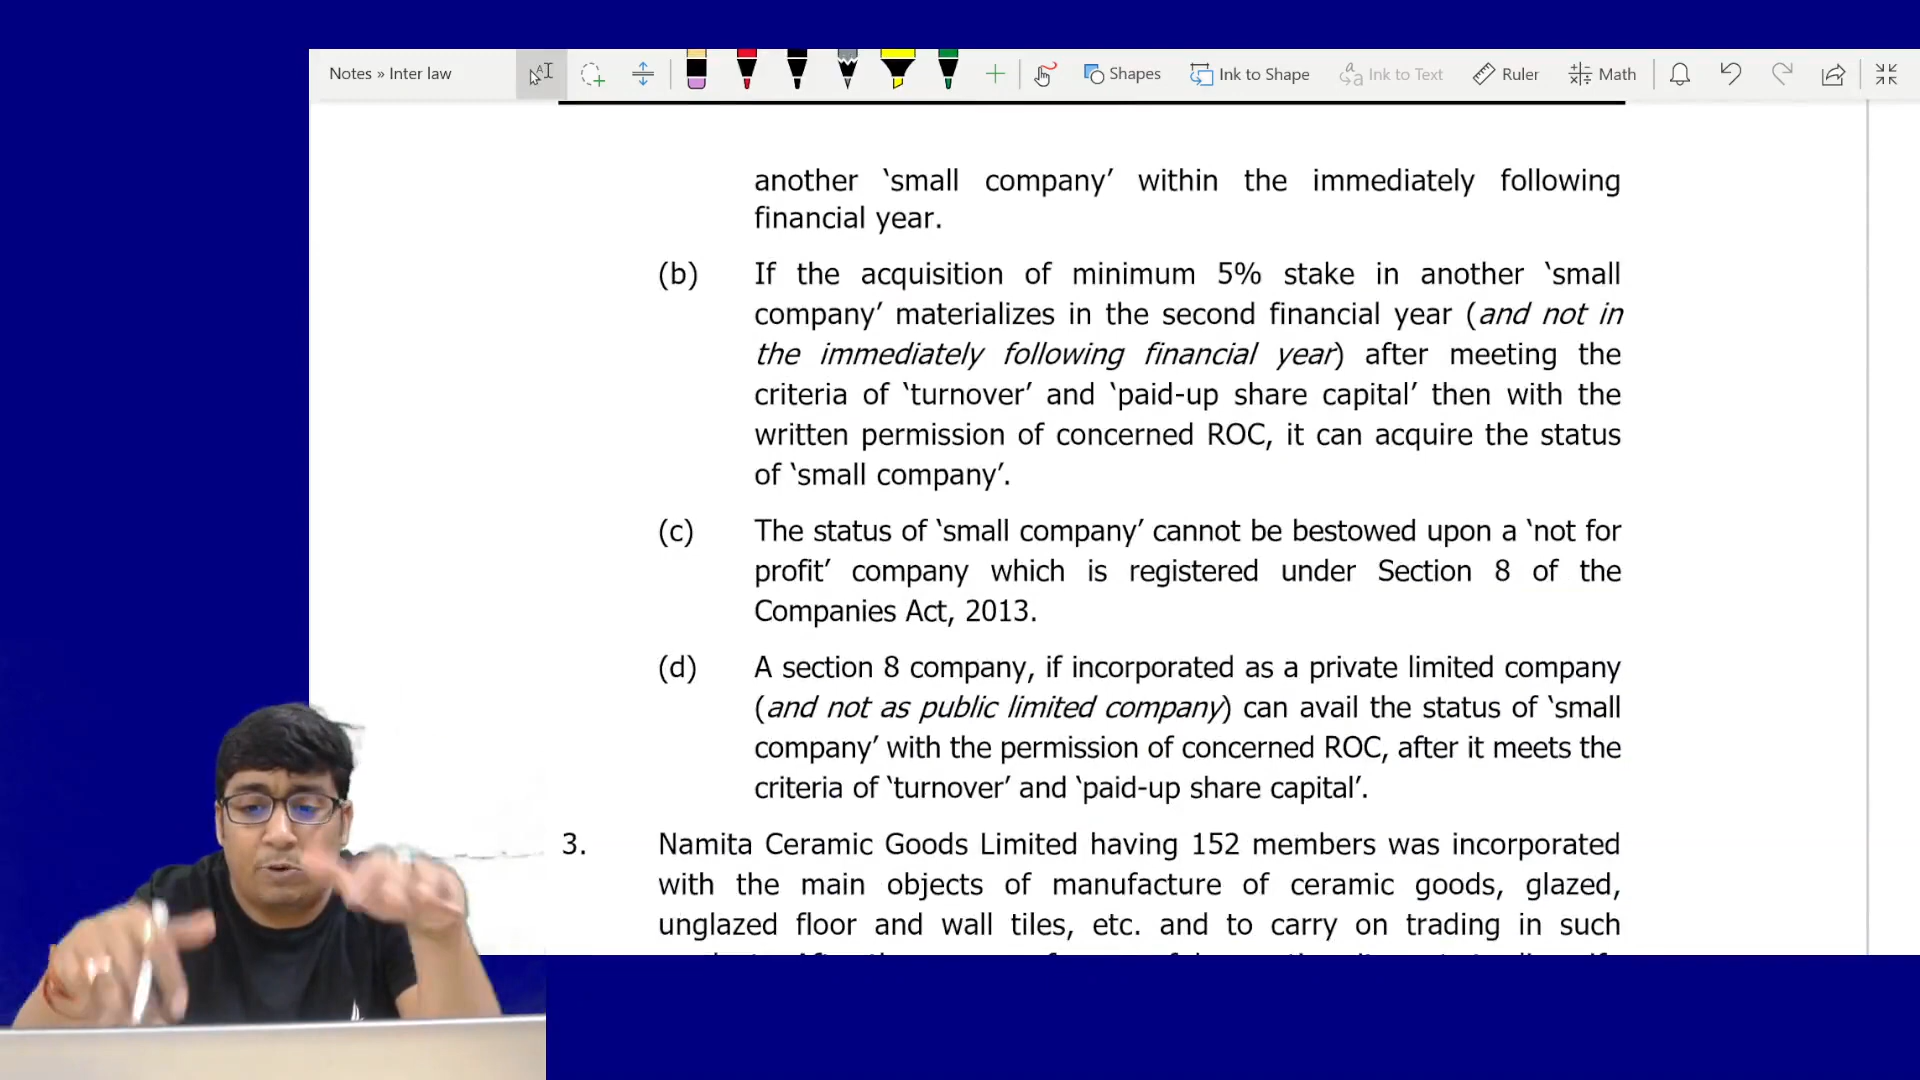 Notes » Inter law
Shapes
Ink to Shape
Ink to Text
Ruler
Math
another ‘small company’ within the immediately following
financial year.
(b) If the acquisition of minimum 5% stake in another ‘small
company’ materializes in the second financial year (and not in
the immediately following financial year) after meeting the
criteria of ‘turnover’ and ‘paid-up share capital’ then with the
written permission of concerned ROC, it can acquire the status
of ‘small company’.
(c) The status of ‘small company’ cannot be bestowed upon a ‘not for
profit’ company which is registered under Section 8 of the
Companies Act, 2013.
(d) A section 8 company, if incorporated as a private limited company
(and not as public limited company) can avail the status of ‘small
company’ with the permission of concerned ROC, after it meets the
criteria of ‘turnover’ and ‘paid-up share capital’.
3. Namita Ceramic Goods Limited having 152 members was incorporated
with the main objects of manufacture of ceramic goods, glazed,
unglazed floor and wall tiles, etc. and to carry on trading in such